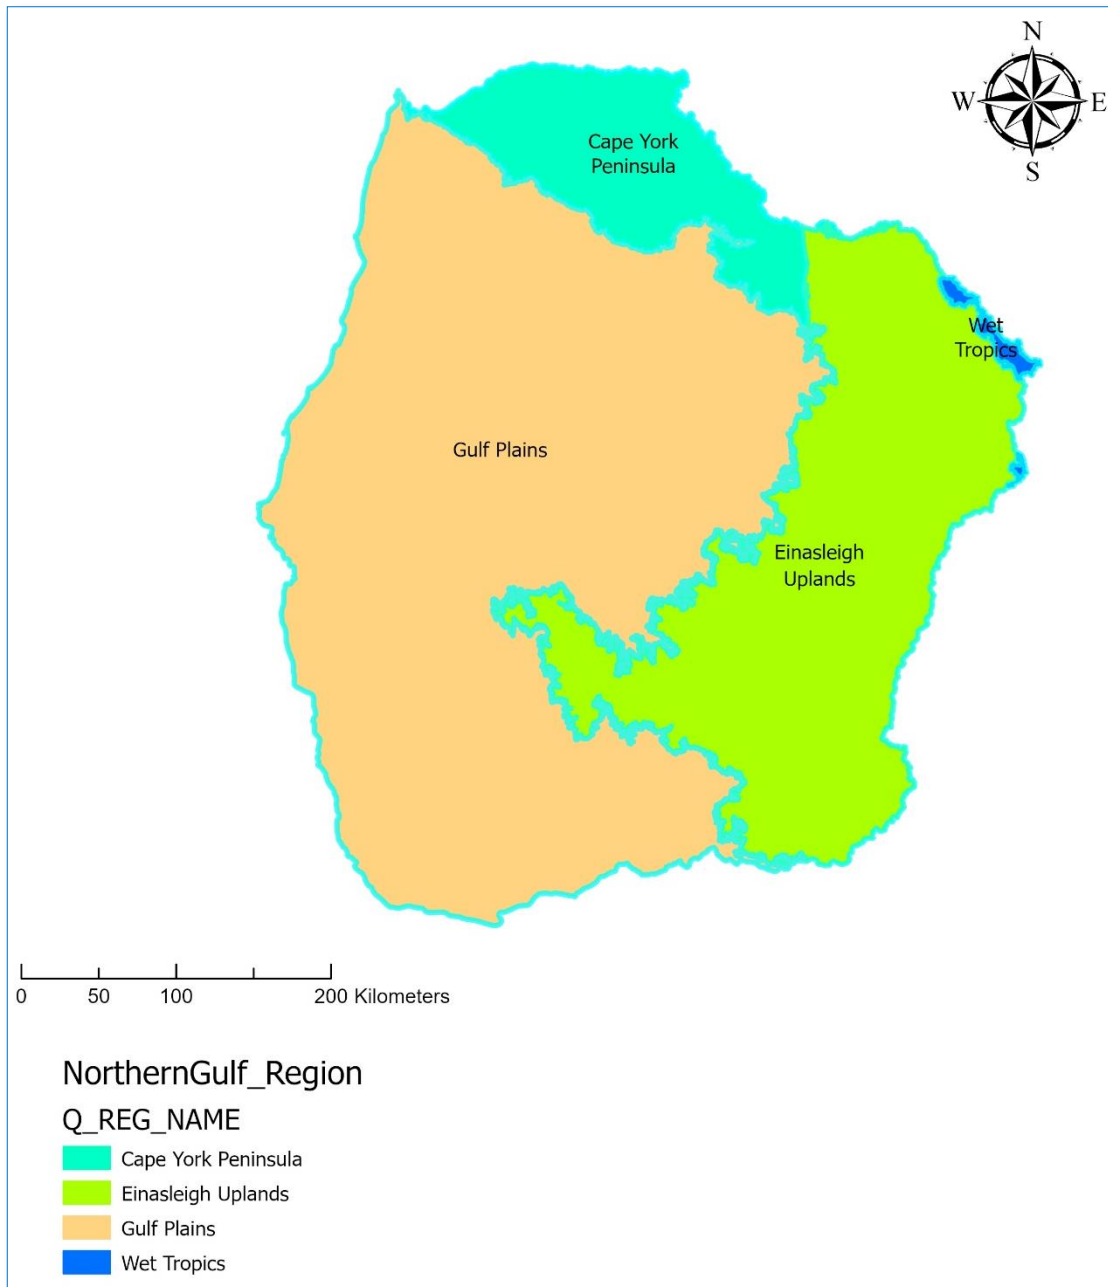 N
W E
S
Cape York
Peninsula
Wet
Tropics
Gulf Plains
Einasleigh
Uplands
0 50 100 200 Kilometers
NorthernGulf_Region
Q_REG_NAME
Cape York Peninsula
Einasleigh Uplands
Gulf Plains
Wet Tropics